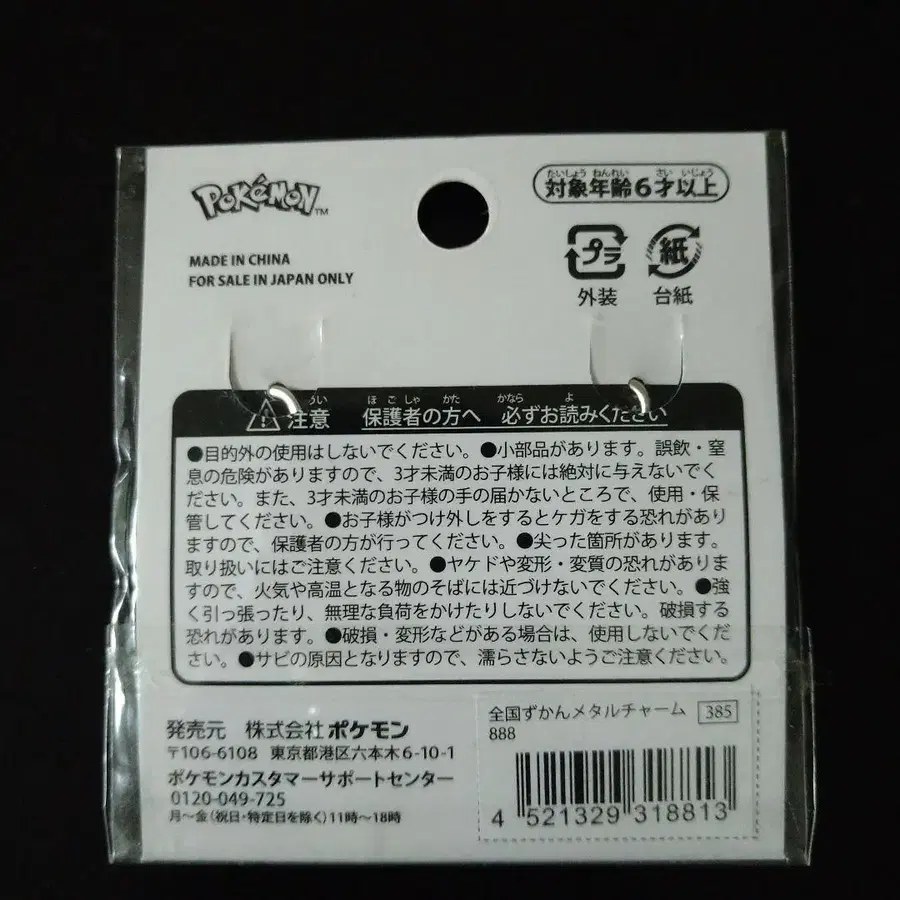 POKéMON™
たいしょう ねんれい さい いじょう
対象年齢6才以上
MADE IN CHINA
FOR SALE IN JAPAN ONLY
プラ
外装
紙
台紙
うい ほごしゃ かた かなら よ
注意 保護者の方へ 必ずお読みください
●目的外の使用はしないでください。●小部品があります。誤飲・窒
息の危険がありますので、3才未満のお子様には絶対に与えないでく
ださい。また、3才未満のお子様の手の届かないところで、使用・保
管してください。●お子様がつけ外しをするとケガをする恐れがあり
ますので、保護者の方が行ってください。●尖った箇所があります。
取り扱いにはご注意ください。●ヤケドや変形・変質の恐れがありま
すので、火気や高温となる物のそばには近づけないでください。●強
く引っ張ったり、無理な負荷をかけたりしないでください。破損する
恐れがあります。●破損・変形などがある場合は、使用しないでくだ
さい。●サビの原因となりますので、濡らさないようご注意ください。
発売元 株式会社ポケモン
〒106-6108 東京都港区六本木6-10-1
ポケモンカスタマーサポートセンター
0120-049-725
月～金(祝日・特定日を除く)11時～18時
全国ずかんメタルチャーム 385
888
4 521329 318813